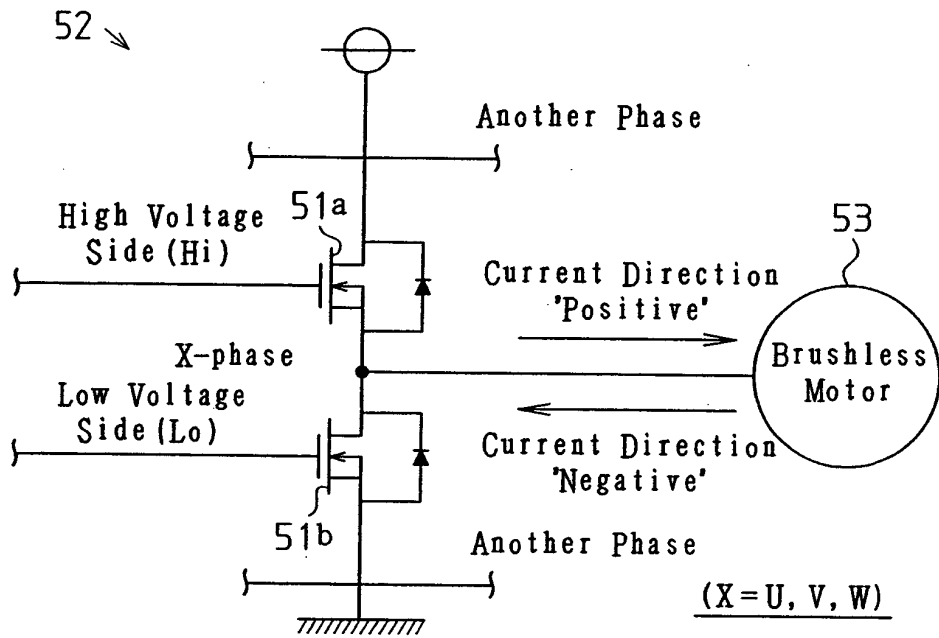 52
Another Phase
High Voltage
Side (Hi)
51a
53
Current Direction
'Positive'
X-phase
Brushless
Motor
Low Voltage
Side (Lo)
Current Direction
'Negative'
51b
Another Phase
(X=U, V, W)